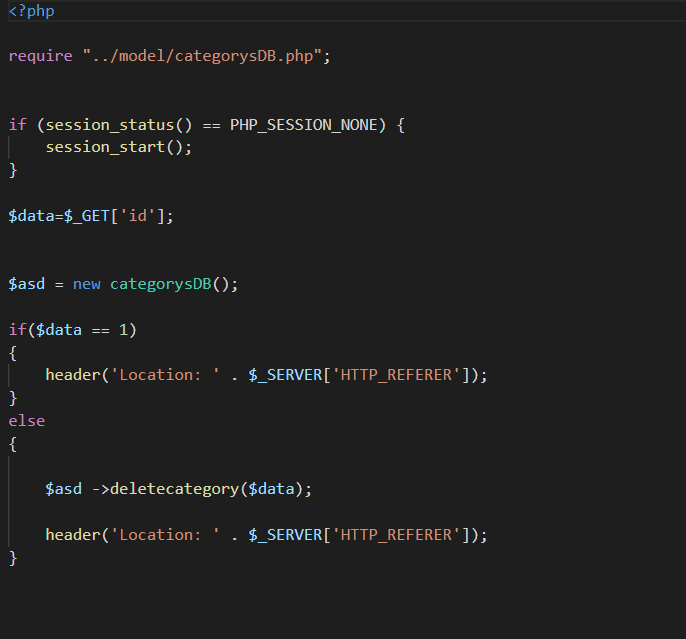 <?php
require "../model/categorysDB.php";
if (session_status() == PHP_SESSION_NONE) {
session_start();
}
$data=$_GET['id'];
$asd = new categorysDB();
if($data == 1)
{
header('Location: ' . $_SERVER['HTTP_REFERER']);
}
else
{
$asd ->deletecategory($data);
header('Location: ' . $_SERVER['HTTP_REFERER']);
}